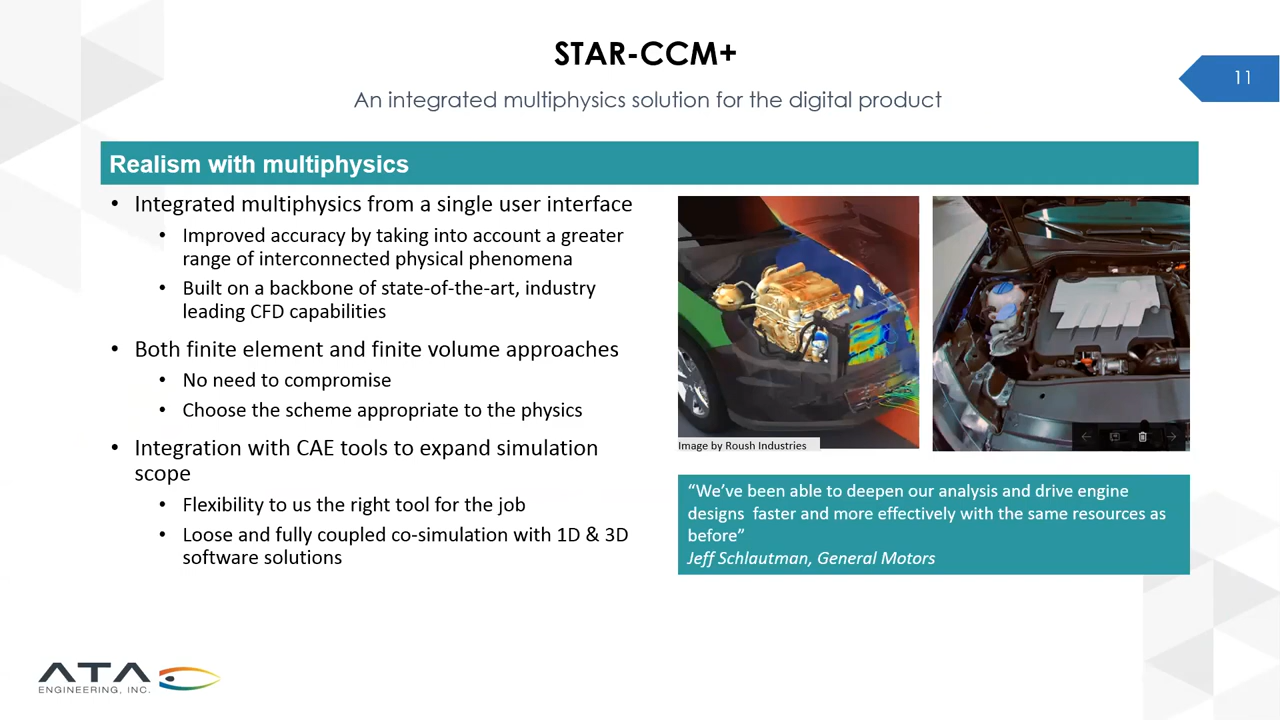 STAR-CCM+
An integrated multiphysics solution for the digital product
11
Realism with multiphysics
• Integrated multiphysics from a single user interface
• Improved accuracy by taking into account a greater
range of interconnected physical phenomena
• Built on a backbone of state-of-the-art, industry
leading CFD capabilities
• Both finite element and finite volume approaches
• No need to compromise
• Choose the scheme appropriate to the physics
• Integration with CAE tools to expand simulation
scope
• Flexibility to us the right tool for the job
• Loose and fully coupled co-simulation with 1D & 3D
software solutions
Image by Roush Industries
“We’ve been able to deepen our analysis and drive engine
designs faster and more effectively with the same resources as
before”
Jeff Schlautman, General Motors
ATA
ENGINEERING, INC.